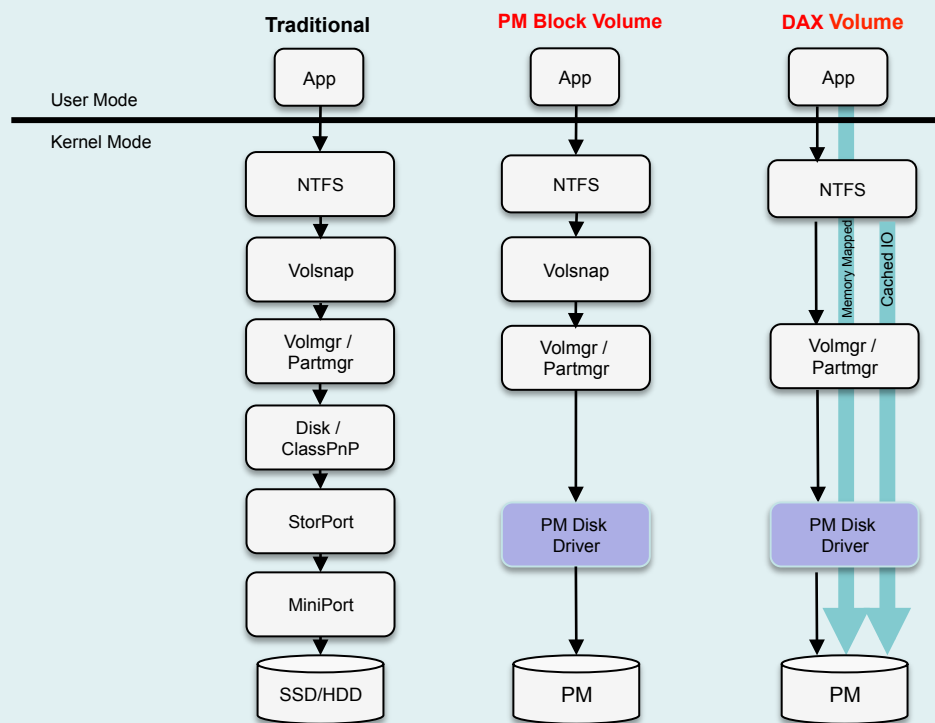 Traditional
PM Block Volume
DAX Volume
App
App
App
User Mode
Kernel Mode
NTFS
NTFS
NTFS
Memory Mapped
Cached IO
Volsnap
Volsnap
Volmgr /
Partmgr
Volmgr /
Partmgr
Volmgr /
Partmgr
Disk /
ClassPnP
StorPort
PM Disk
Driver
PM Disk
Driver
MiniPort
SSD/HDD
PM
PM